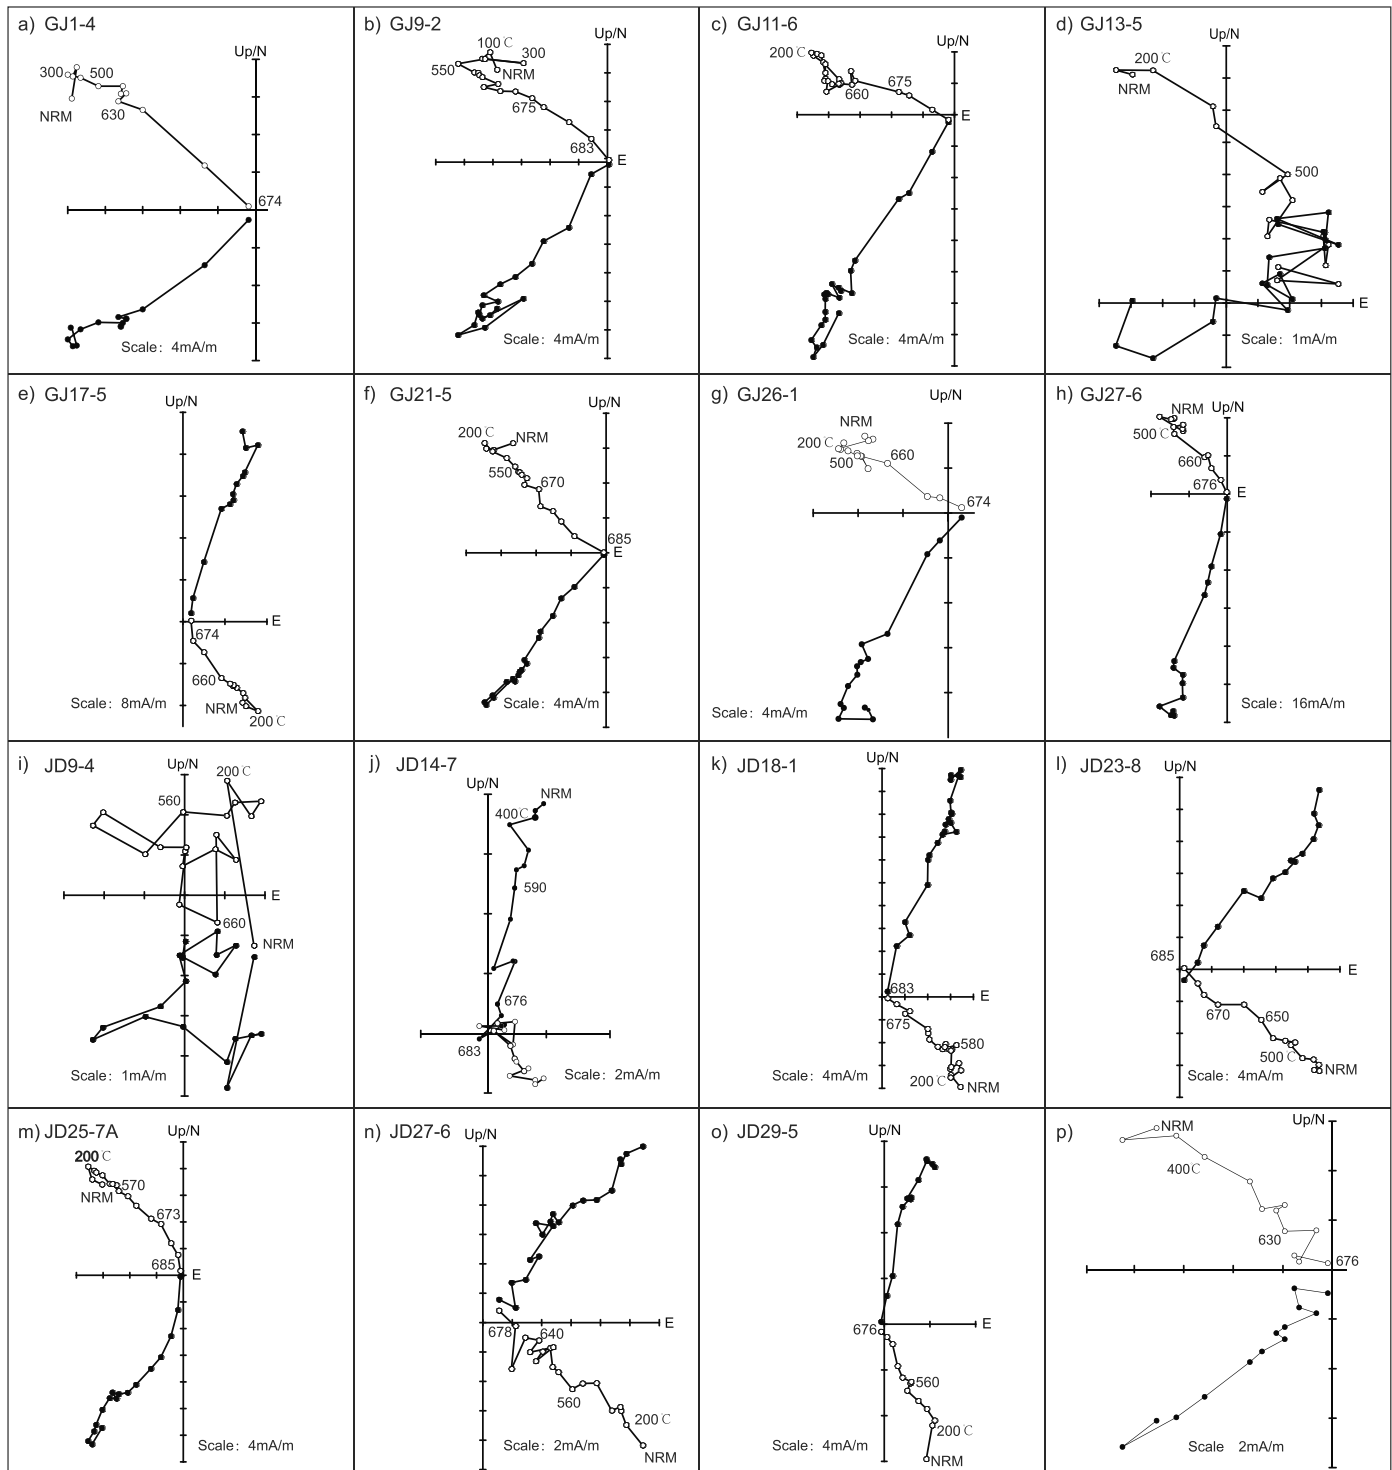 a) GJ1-4
Up/N
300
500
NRM
630
674
Scale: 4mA/m
b) GJ9-2
Up/N
100℃
300
550
NRM
675
683
E
Scale: 4mA/m
c) GJ11-6
Up/N
200℃
675
660
E
Scale: 4mA/m
d) GJ13-5
Up/N
200℃
NRM
500
E
Scale: 1mA/m
e) GJ17-5
Up/N
E
674
660
Scale: 8mA/m
NRM
200℃
f) GJ21-5
Up/N
200℃
NRM
550
670
685
E
Scale: 4mA/m
g) GJ26-1
Up/N
NRM
200℃
500
660
674
Scale: 4mA/m
h) GJ27-6
Up/N
NRM
500℃
660
676
E
Scale: 16mA/m
i) JD9-4
Up/N
200℃
560
E
660
NRM
Scale: 1mA/m
j) JD14-7
Up/N
NRM
400℃
590
676
683
Scale: 2mA/m
k) JD18-1
Up/N
683
E
675
580
Scale: 4mA/m
200℃
NRM
l) JD23-8
Up/N
685
E
670
650
500℃
NRM
Scale: 4mA/m
m) JD25-7A
Up/N
200℃
570
NRM
673
685
E
Scale: 4mA/m
n) JD27-6
Up/N
E
678
640
560
200℃
Scale: 2mA/m
NRM
o) JD29-5
Up/N
676
E
560
200℃
Scale: 4mA/m
NRM
p)
Up/N
NRM
400℃
630
676
Scale 2mA/m